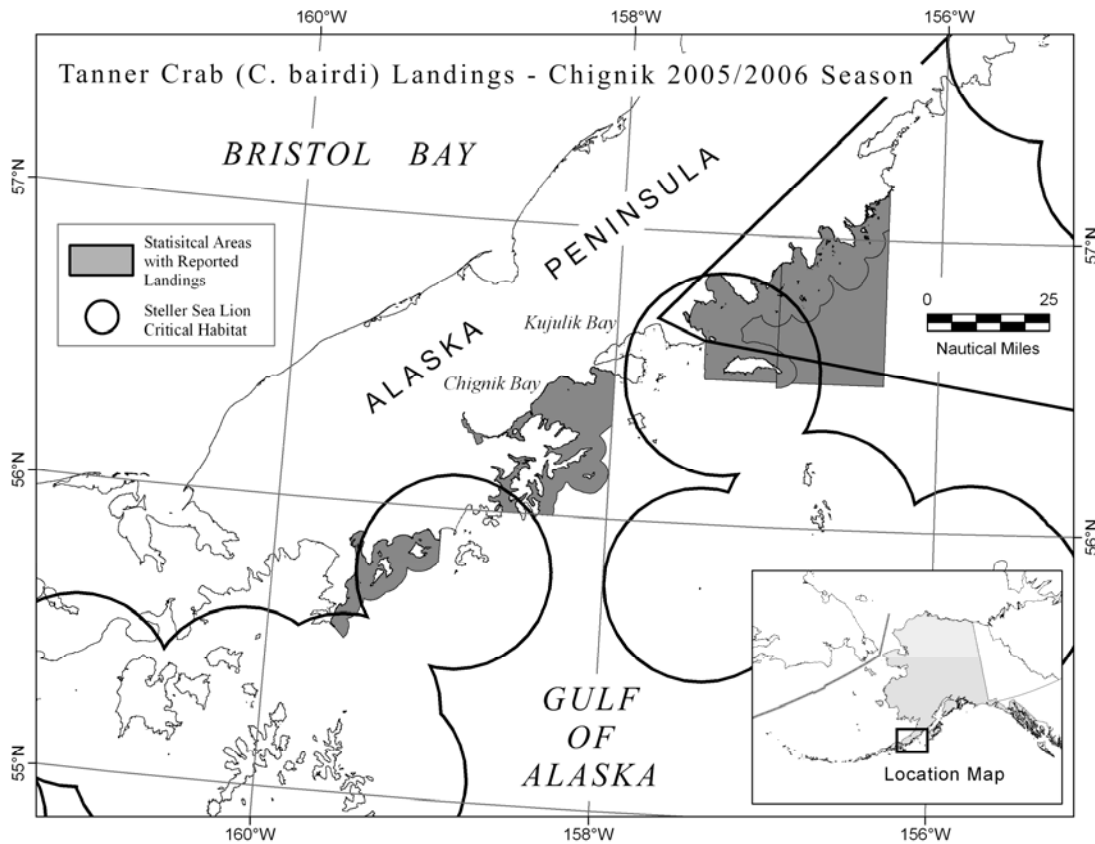 160°W 158°W 156°W
Tanner Crab (C. bairdi) Landings - Chignik 2005/2006 Season
BRISTOL BAY
57°N
ALASKA PENINSULA
Statisitcal Areas
with Reported
Landings
Steller Sea Lion
Critical Habitat
57°N
0 25
Nautical Miles
Kujulik Bay
Chignik Bay
56°N
56°N
GULF
OF
ALASKA
Location Map
55°N
160°W 158°W 156°W